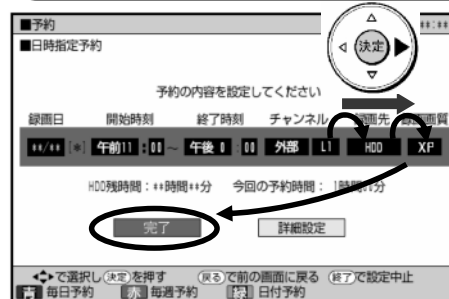 ■予約
**:**
■日時指定予約
決定
予約の内容を設定してください
録画日 開始時刻 終了時刻 チャンネル 録画先 録画画質
**/** [*] 午前11:00~ 午後 0:00 外部 L1 HDD XP
HDD残時間:**時間**分 今回の予約時間: 1時間**分
完了 詳細設定
で選択し決定を押す 戻るで前の画面に戻る 終了で設定中止
青 毎日予約 赤 毎週予約 緑 日付予約